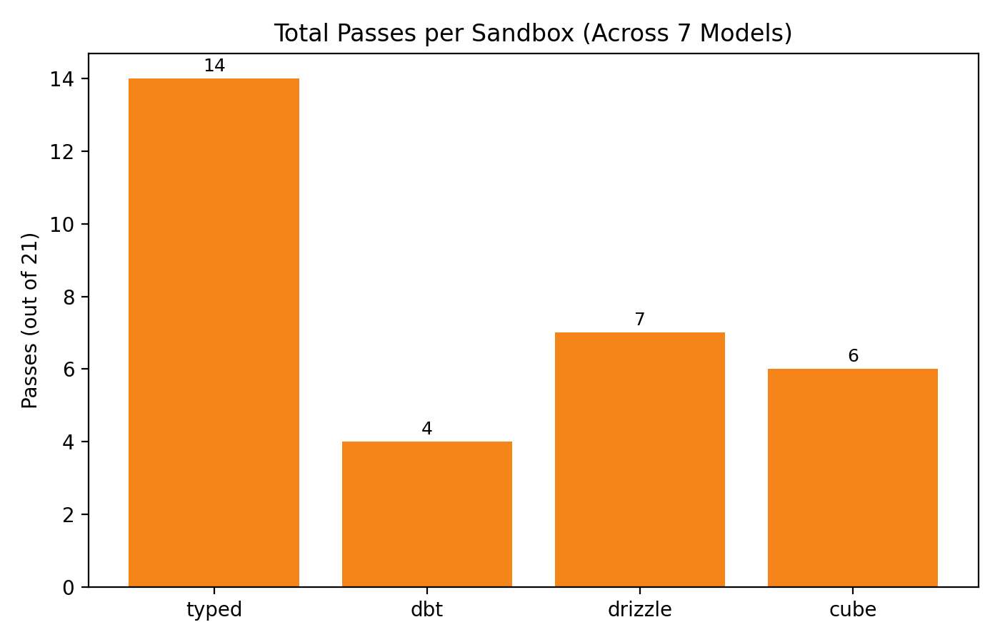 Total Passes per Sandbox (Across 7 Models)
Passes (out of 21)
14
12
10
8
6
4
2
0
14
4
7
6
typed
dbt
drizzle
cube